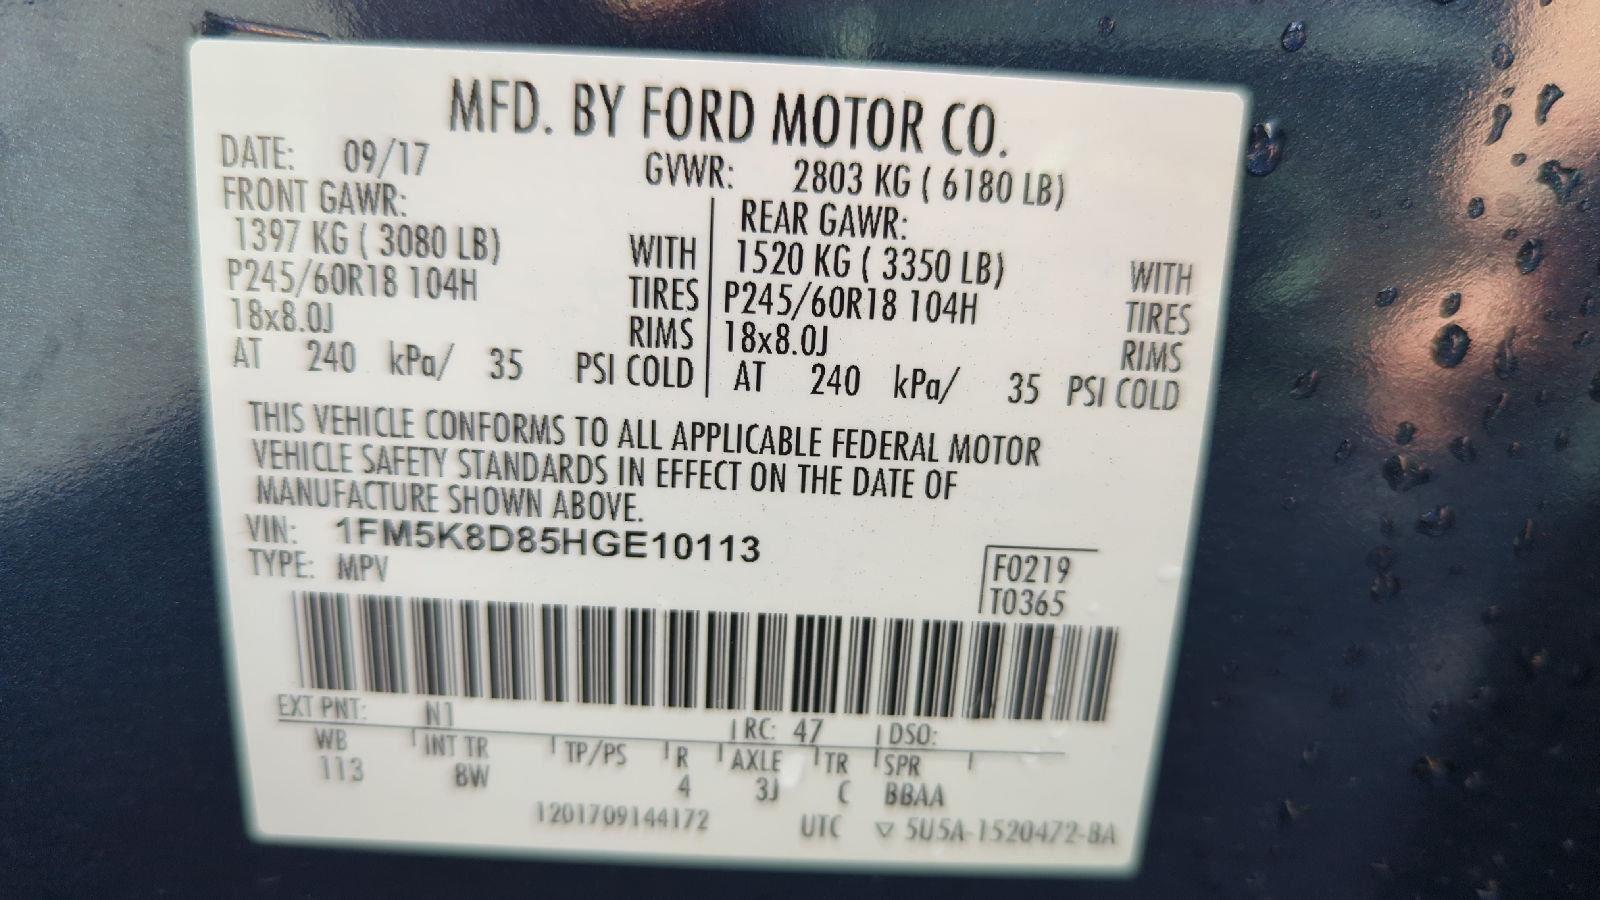 MFD. BY FORD MOTOR CO.
DATE: 09/17 GVWR: 2803 KG ( 6180 LB)
FRONT GAWR: REAR GAWR:
1397 KG ( 3080 LB) WITH 1520 KG ( 3350 LB) WITH
P245/60R18 104H TIRES P245/60R18 104H TIRES
18x8.0J RIMS 18x8.0J RIMS
AT 240 kPa/ 35 PSI COLD AT 240 kPa/ 35 PSI COLD
THIS VEHICLE CONFORMS TO ALL APPLICABLE FEDERAL MOTOR
VEHICLE SAFETY STANDARDS IN EFFECT ON THE DATE OF
MANUFACTURE SHOWN ABOVE.
VIN: 1FM5K8D85HGE10113
TYPE: MPV F0219
T0365
EXT PNT: N1 RC: 47 DSO:
WB INT TR TP/PS R AXLE TR SPR
113 8W 4 3J C BBAA
1201709144172 UTC ▽ 5U5A-1520472-BA